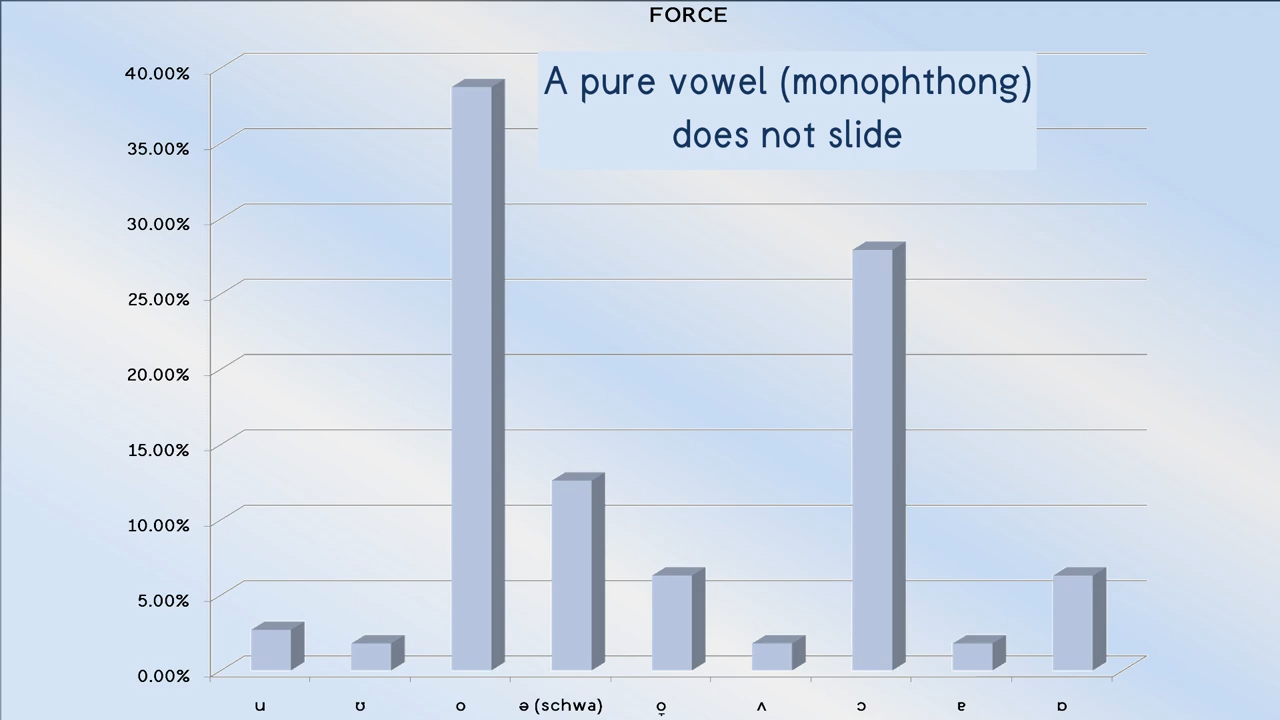 FORCE
A pure vowel (monophthong)
does not slide
40.00%
35.00%
30.00%
25.00%
20.00%
15.00%
10.00%
5.00%
0.00%
u ʊ o ə (schwa) o̞ ʌ ɔ ɐ ɒ